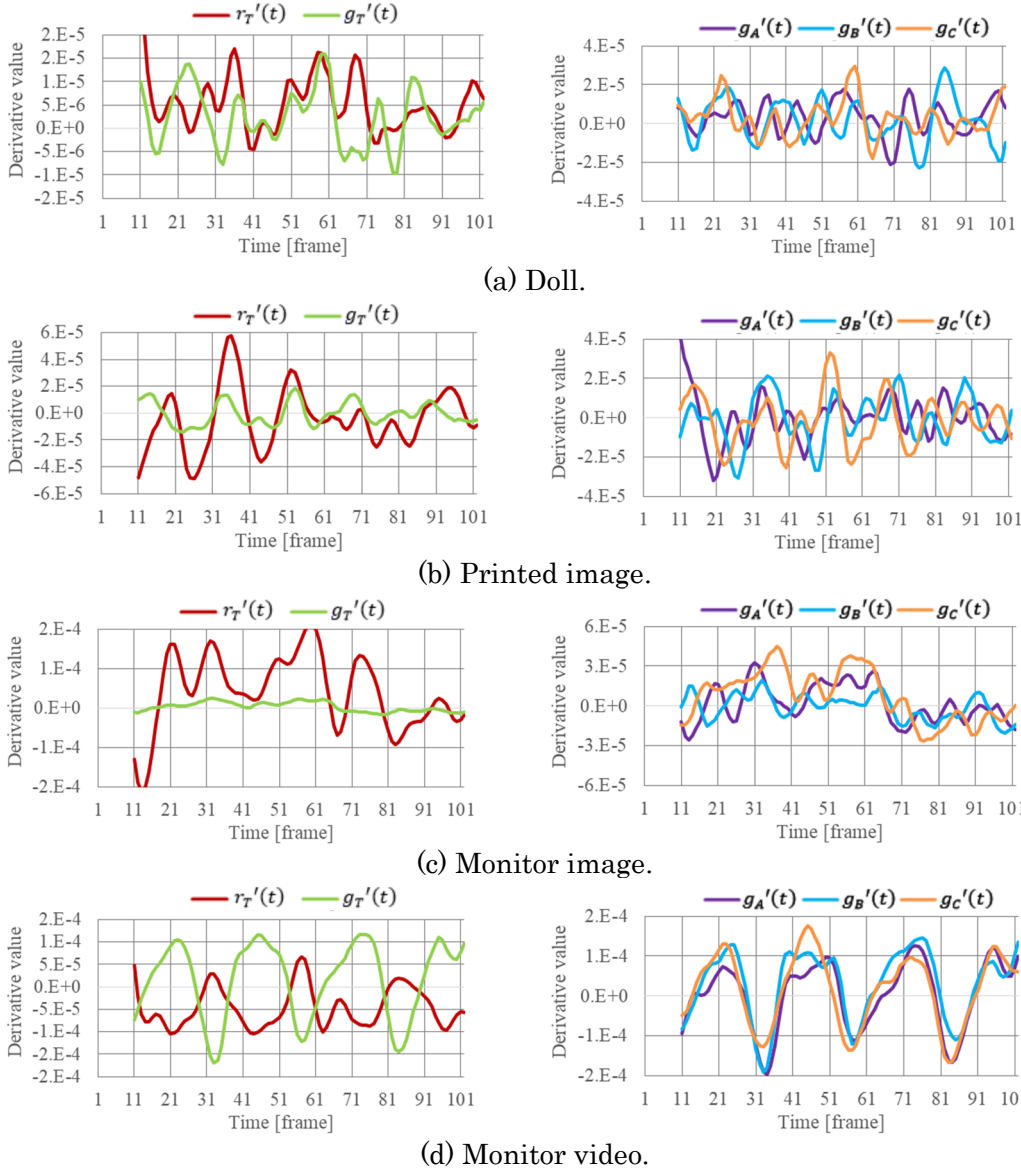 r_T'(t) g_T'(t)
Derivative value
2.E-5
1.E-5
1.E-5
5.E-6
0.E+0
-5.E-6
-1.E-5
-2.E-5
1 11 21 31 41 51 61 71 81 91 101
Time [frame]
g_A'(t) g_B'(t) g_C'(t)
Derivative value
4.E-5
2.E-5
0.E+0
-2.E-5
-4.E-5
1 11 21 31 41 51 61 71 81 91 101
Time [frame]
(a) Doll.
r_T'(t) g_T'(t)
Derivative value
6.E-5
4.E-5
2.E-5
0.E+0
-2.E-5
-4.E-5
-6.E-5
1 11 21 31 41 51 61 71 81 91 101
Time [frame]
g_A'(t) g_B'(t) g_C'(t)
Derivative value
4.E-5
2.E-5
0.E+0
-2.E-5
-4.E-5
1 11 21 31 41 51 61 71 81 91 101
Time [frame]
(b) Printed image.
r_T'(t) g_T'(t)
Derivative value
2.E-4
1.E-4
0.E+0
-1.E-4
-2.E-4
1 11 21 31 41 51 61 71 81 91 101
Time [frame]
g_A'(t) g_B'(t) g_C'(t)
Derivative value
6.E-5
3.E-5
0.E+0
-3.E-5
-6.E-5
1 11 21 31 41 51 61 71 81 91 101
Time [frame]
(c) Monitor image.
r_T'(t) g_T'(t)
Derivative value
2.E-4
1.E-4
5.E-5
0.E+0
-5.E-5
-1.E-4
-2.E-4
-2.E-4
1 11 21 31 41 51 61 71 81 91 101
Time [frame]
g_A'(t) g_B'(t) g_C'(t)
Derivative value
2.E-4
1.E-4
0.E+0
-1.E-4
-2.E-4
1 11 21 31 41 51 61 71 81 91 10
Time [frame]
(d) Monitor video.